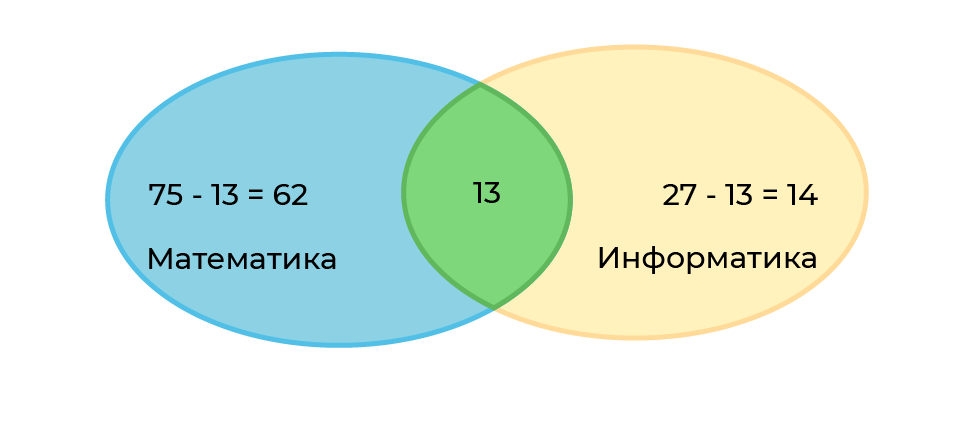 75 - 13 = 62
Математика
13
27 - 13 = 14
Информатика